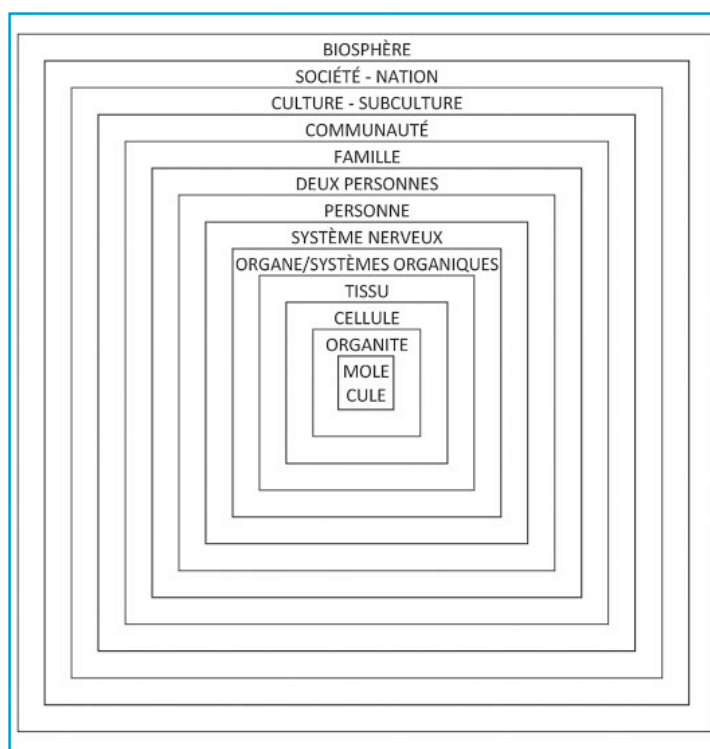 BIOSPHÈRE
SOCIÉTÉ - NATION
CULTURE - SUBCULTURE
COMMUNAUTÉ
FAMILLE
DEUX PERSONNES
PERSONNE
SYSTÈME NERVEUX
ORGANE/SYSTÈMES ORGANIQUES
TISSU
CELLULE
ORGANITE
MOLE
CULE